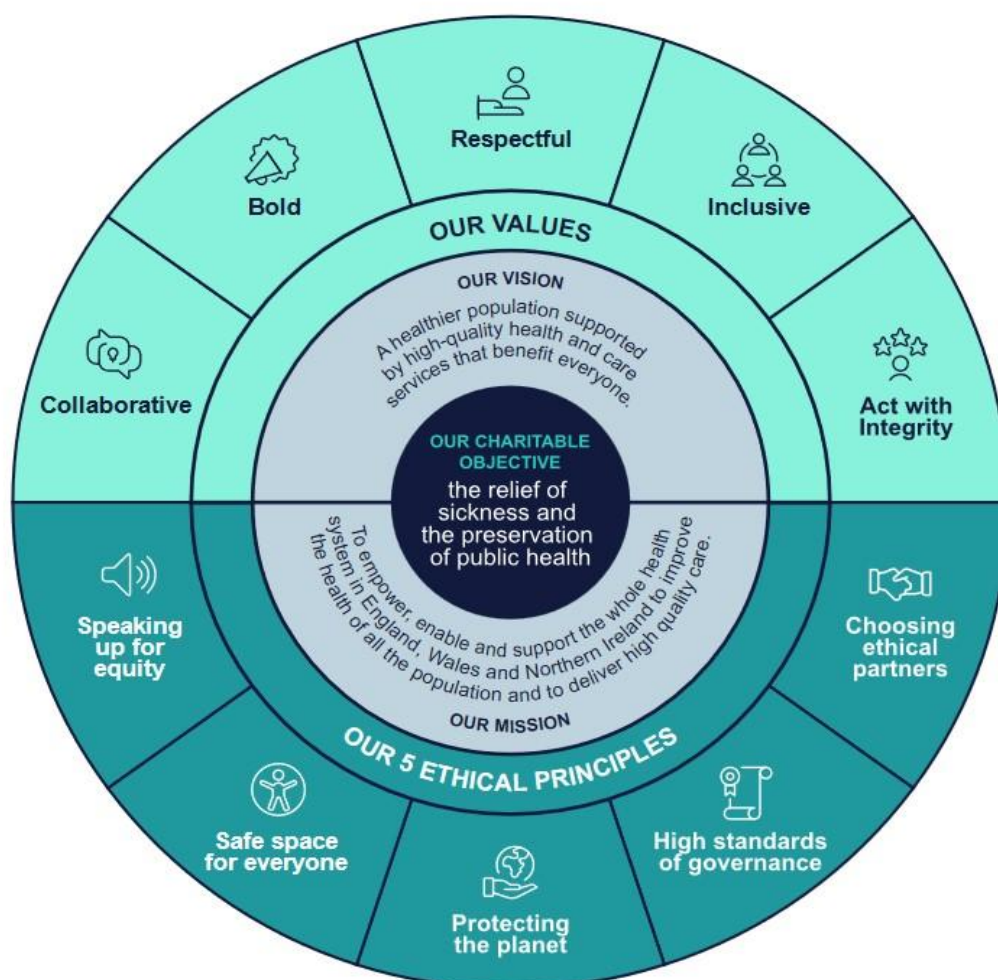 Respectful
Bold
Inclusive
Collaborative
Act with
Integrity
OUR VALUES
OUR VISION
A healthier population supported
by high-quality health and care
services that benefit everyone.
OUR CHARITABLE
OBJECTIVE
the relief of
sickness and
the preservation
of public health
To empower, enable and support the whole health
system in England, Wales and Northern Ireland to improve
the health of all the population and to deliver high quality care.
OUR MISSION
OUR 5 ETHICAL PRINCIPLES
Speaking
up for
equity
Safe space
for everyone
Protecting
the planet
High standards
of governance
Choosing
ethical
partners